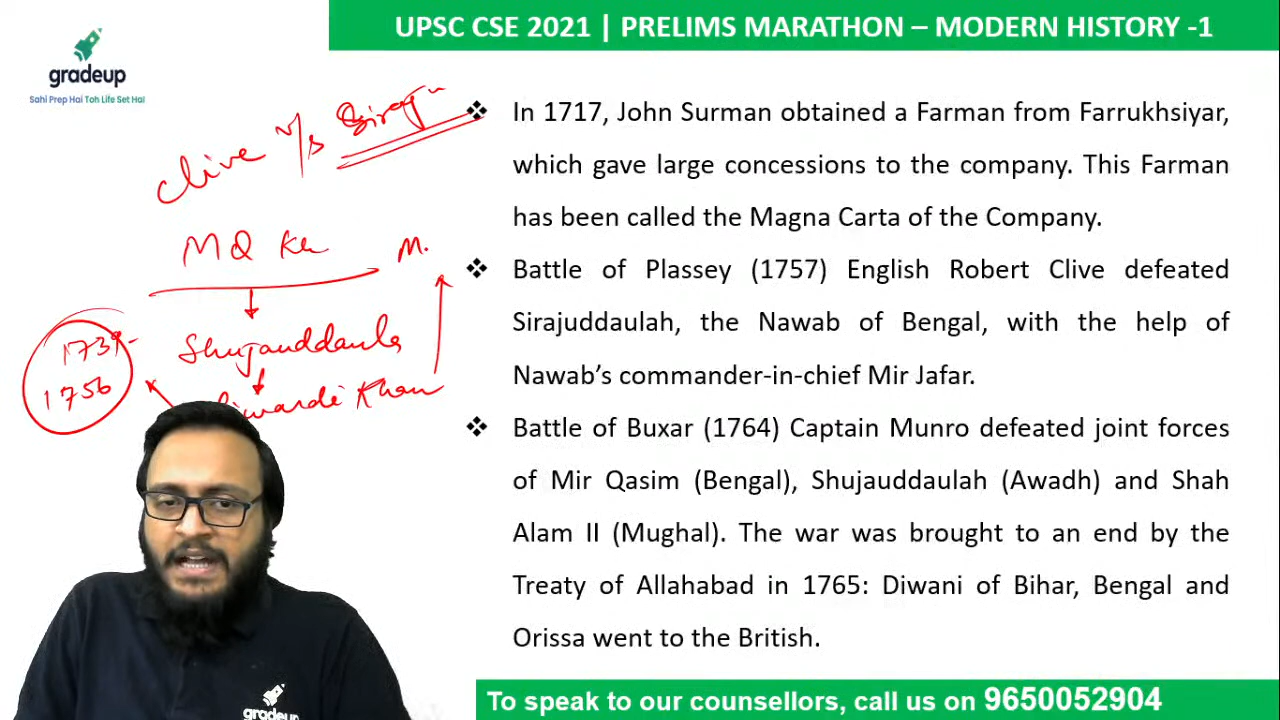 UPSC CSE 2021 | PRELIMS MARATHON – MODERN HISTORY -1
gradeup
Sahi Prep Hai Toh Life Set Hai
Clive v/s Siraj
M Q Kh
M.
Shujauddaula
1739-
1756
Khan
❖ In 1717, John Surman obtained a Farman from Farrukhsiyar,
which gave large concessions to the company. This Farman
has been called the Magna Carta of the Company.
❖ Battle of Plassey (1757) English Robert Clive defeated
Sirajuddaulah, the Nawab of Bengal, with the help of
Nawab’s commander-in-chief Mir Jafar.
❖ Battle of Buxar (1764) Captain Munro defeated joint forces
of Mir Qasim (Bengal), Shujauddaulah (Awadh) and Shah
Alam II (Mughal). The war was brought to an end by the
Treaty of Allahabad in 1765: Diwani of Bihar, Bengal and
Orissa went to the British.
gradeup
To speak to our counsellors, call us on 9650052904